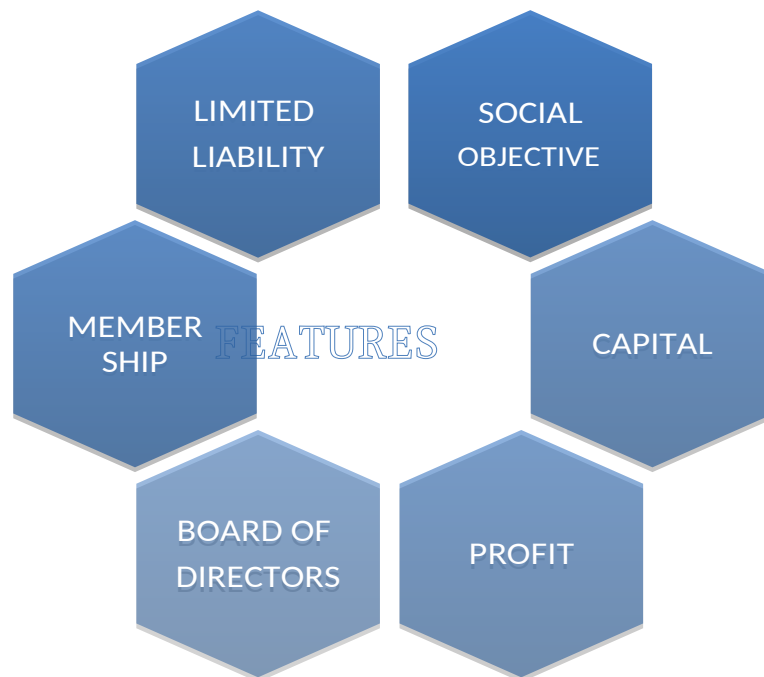 LIMITED
LIABILITY
SOCIAL
OBJECTIVE
MEMBER
SHIP
FEATURES
CAPITAL
BOARD OF
DIRECTORS
PROFIT